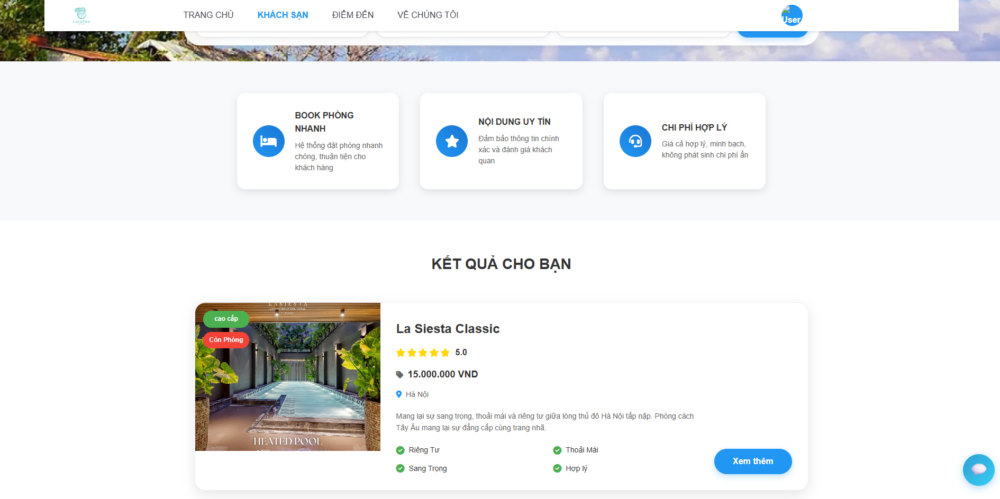 LavaRee
TRANG CHỦ
KHÁCH SẠN
ĐIỂM ĐẾN
VỀ CHÚNG TÔI
User
BOOK PHÒNG
NHANH
Hệ thống đặt phòng nhanh
chóng, thuận tiện cho
khách hàng
NỘI DUNG UY TÍN
Đảm bảo thông tin chính
xác và đánh giá khách
quan
CHI PHÍ HỢP LÝ
Giá cả hợp lý, minh bạch,
không phát sinh chi phí ẩn
KẾT QUẢ CHO BẠN
cao cấp
Còn Phòng
HEATED POOL
La Siesta Classic
5.0
15.000.000 VND
Hà Nội
Mang lại sự sang trọng, thoải mái và riêng tư giữa lòng thủ đô Hà Nội tấp nập. Phòng cách
Tây Âu mang lại sự đẳng cấp cùng trang nhã.
Riêng Tư
Thoải Mái
Sang Trọng
Hợp lý
Xem thêm